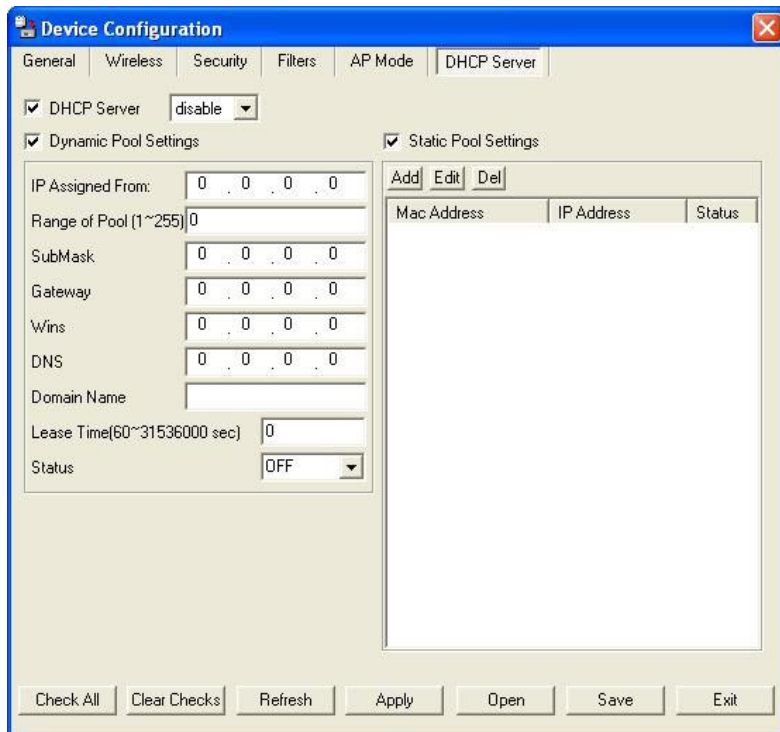 Device Configuration
General Wireless Security Filters AP Mode DHCP Server
DHCP Server disable
Dynamic Pool Settings
IP Assigned From: 0 . 0 . 0 . 0
Range of Pool (1~255) 0
SubMask 0 . 0 . 0 . 0
Gateway 0 . 0 . 0 . 0
Wins 0 . 0 . 0 . 0
DNS 0 . 0 . 0 . 0
Domain Name
Lease Time(60~31536000 sec) 0
Status OFF
Static Pool Settings
Add Edit Del
Mac Address IP Address Status
Check All Clear Checks Refresh Apply Open Save Exit